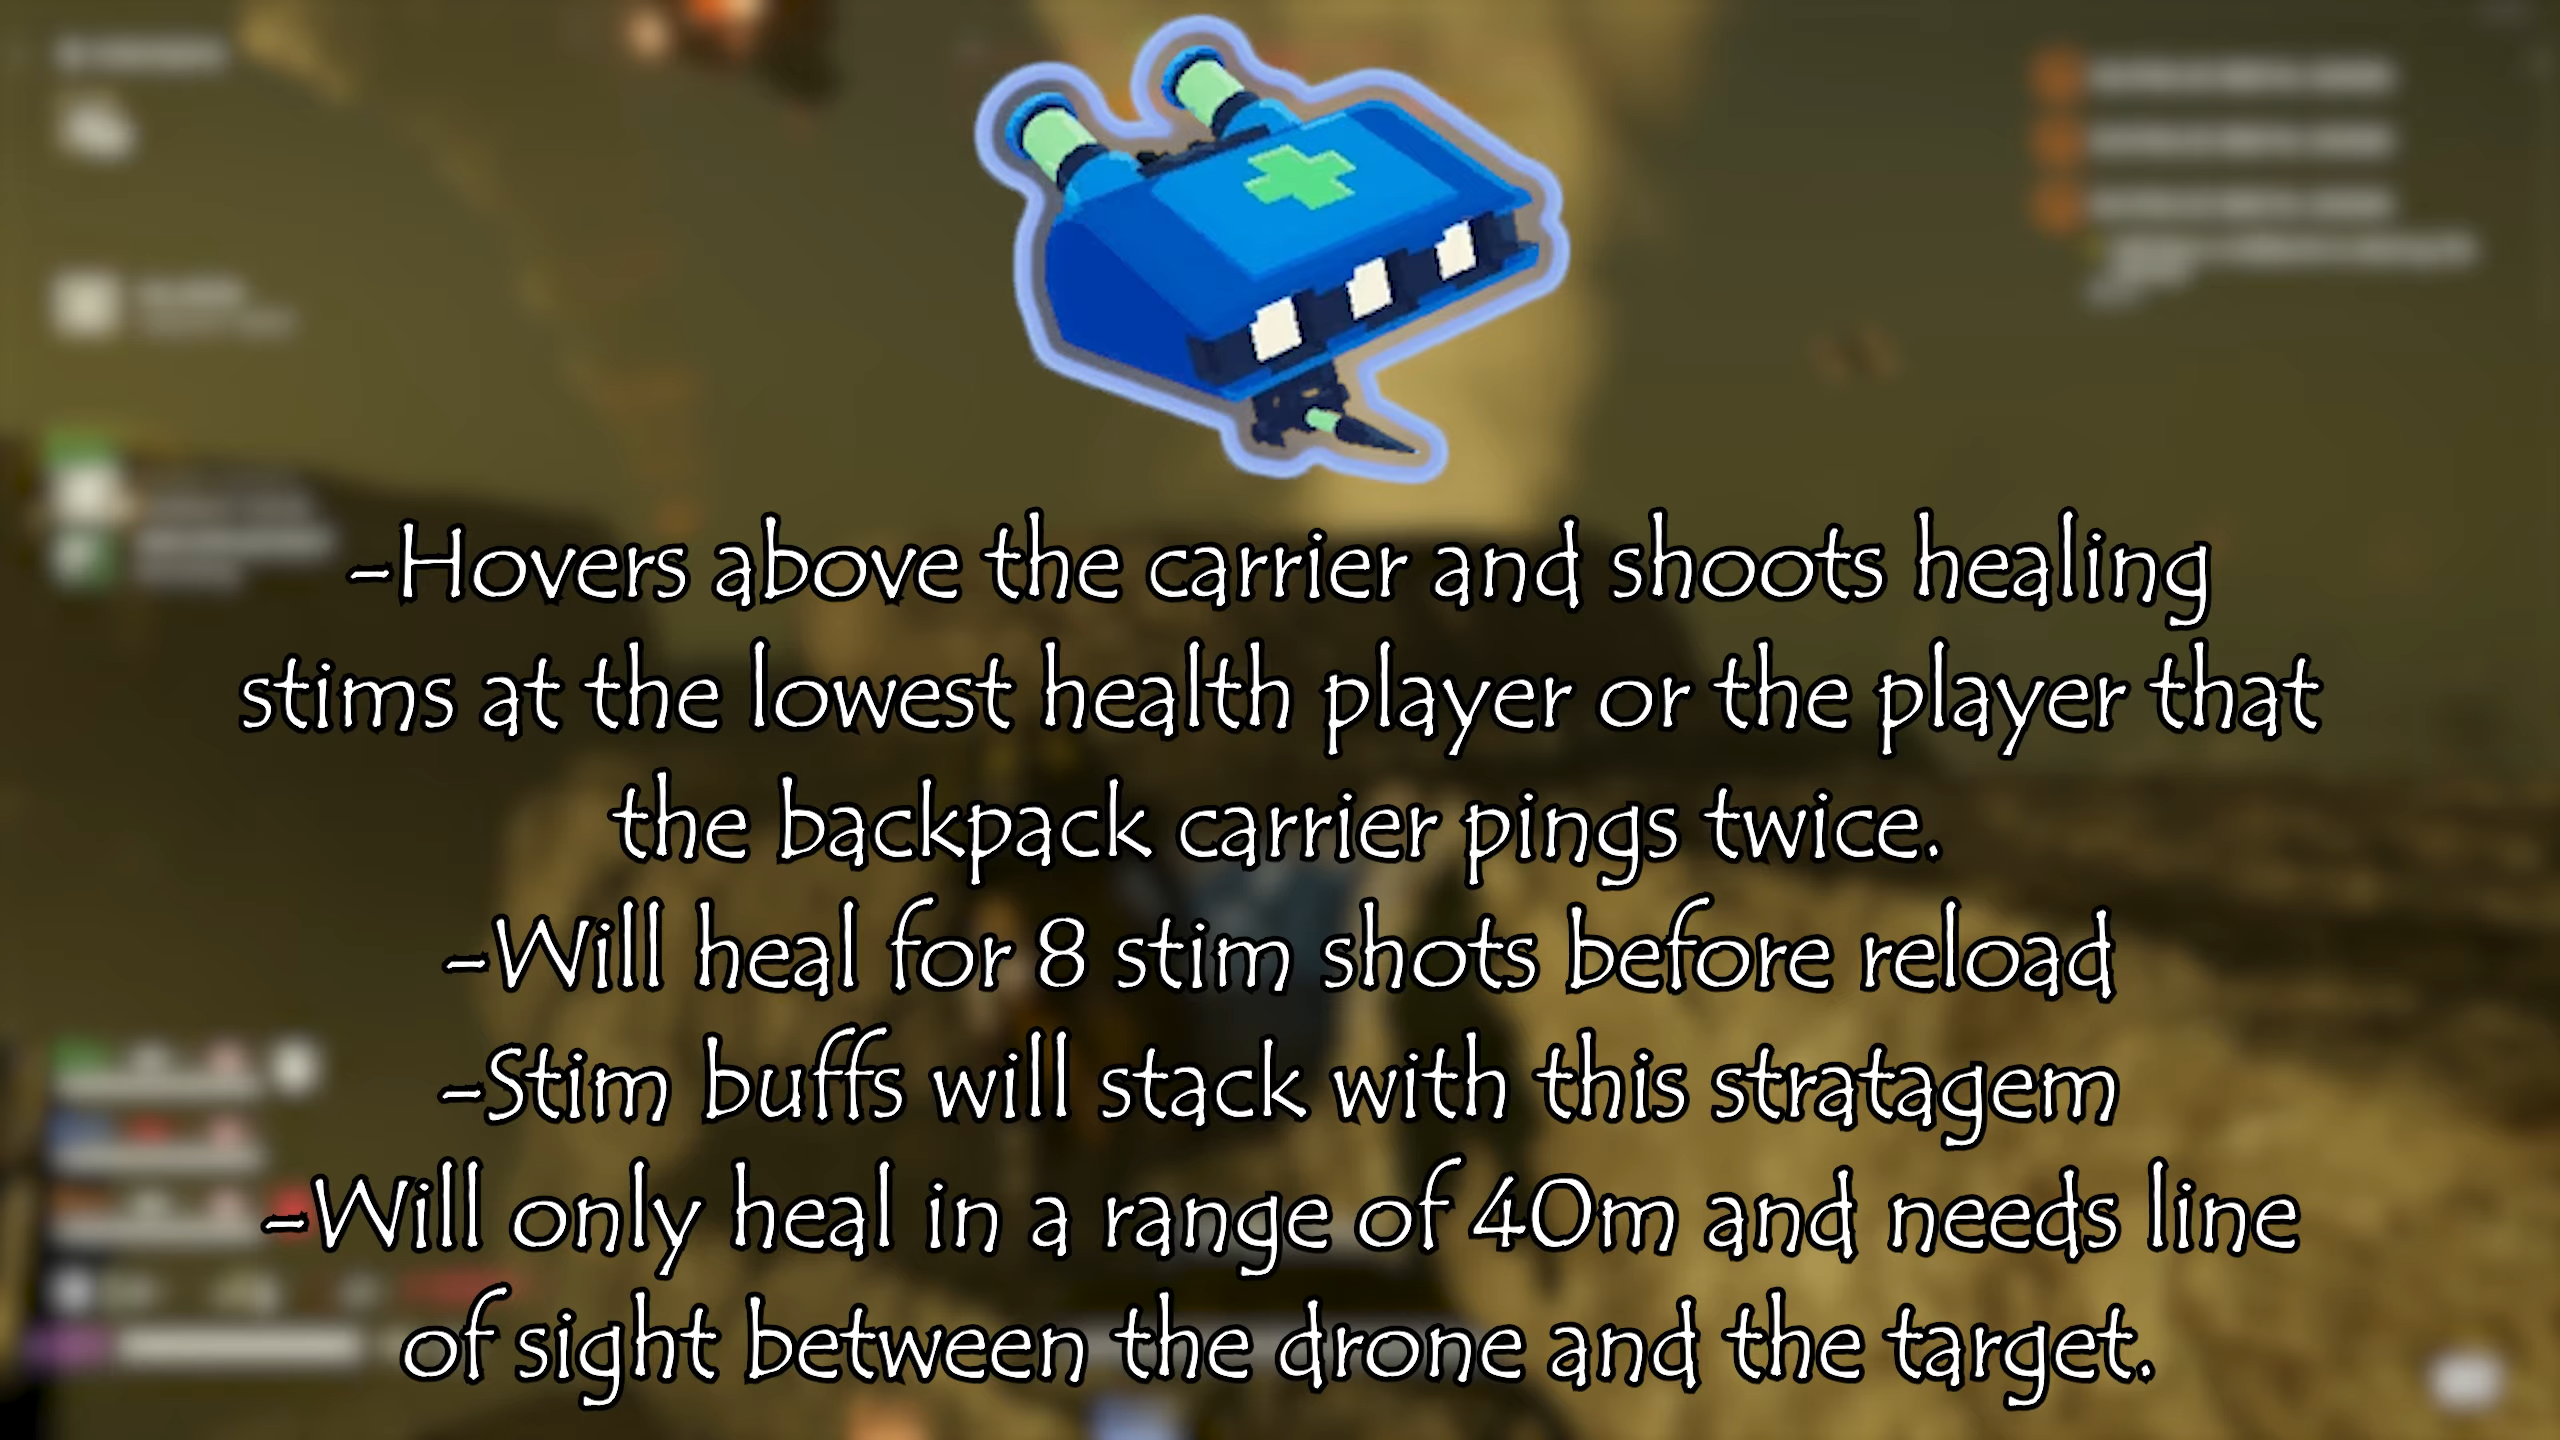 -Hovers above the carrier and shoots healing
stims at the lowest health player or the player that
the backpack carrier pings twice.
-Will heal for 8 stim shots before reload
-Stim buffs will stack with this stratagem
-Will only heal in a range of 40m and needs line
of sight between the drone and the target.